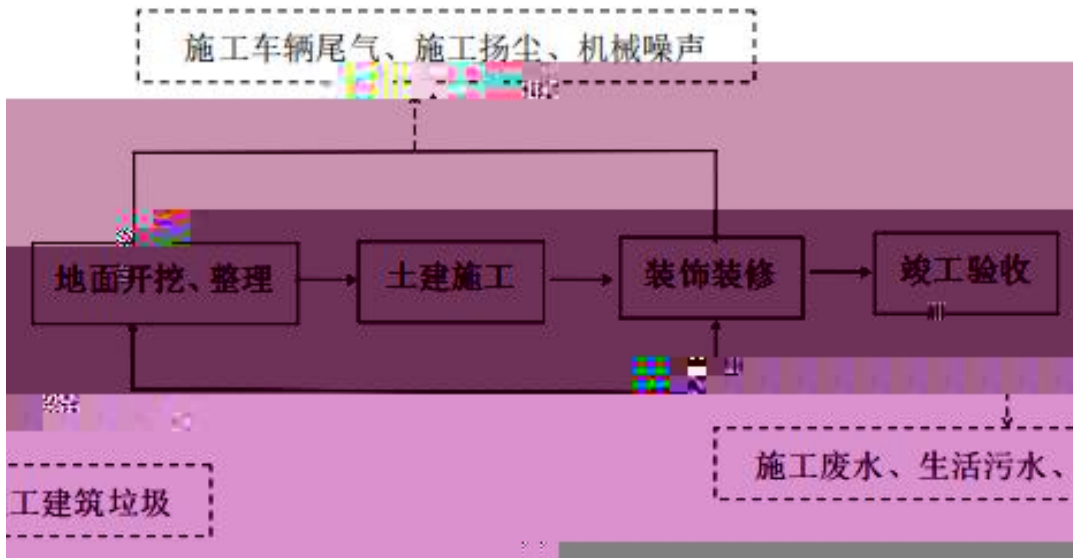 施工车辆尾气、施工扬尘、机械噪声
地面开挖、整理
土建施工
装饰装修
竣工验收
施工废水、生活污水、
工建筑垃圾